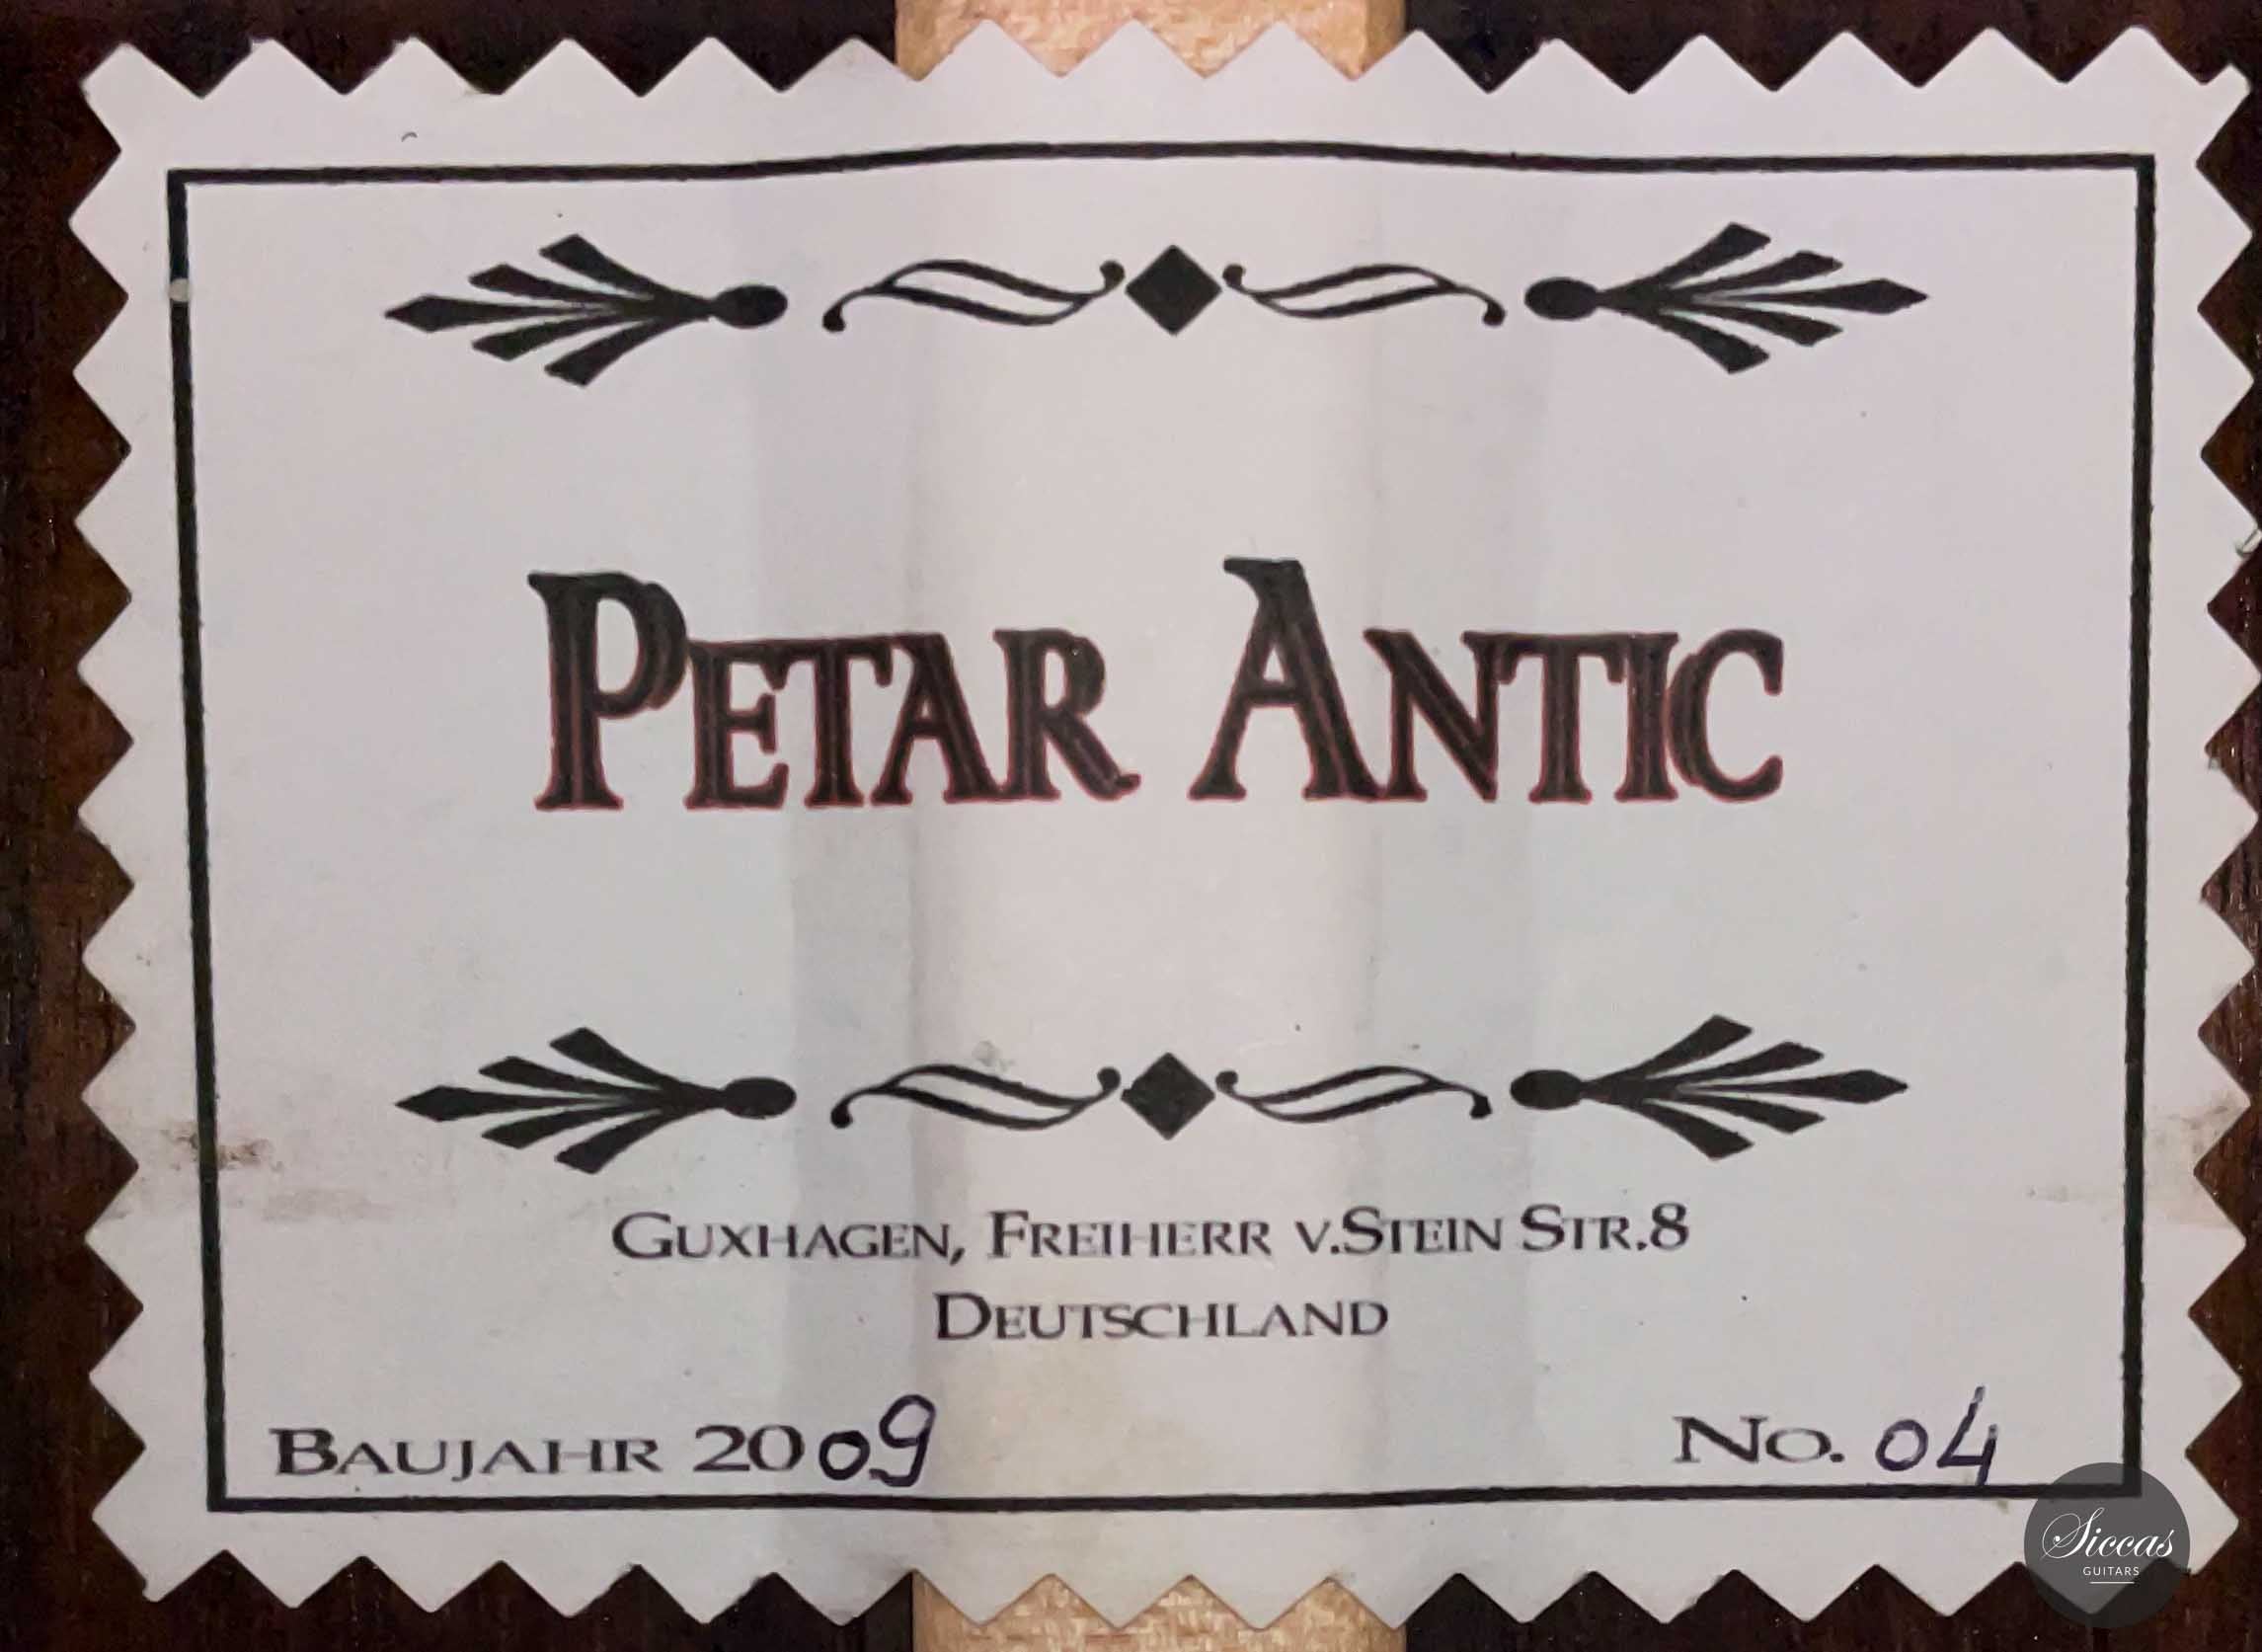 PETAR ANTIC
GUXHAGEN, FREIHERR V.STEIN STR.8
DEUTSCHLAND
BAUJAHR 2009
NO. 04
Siccas
GUITARS